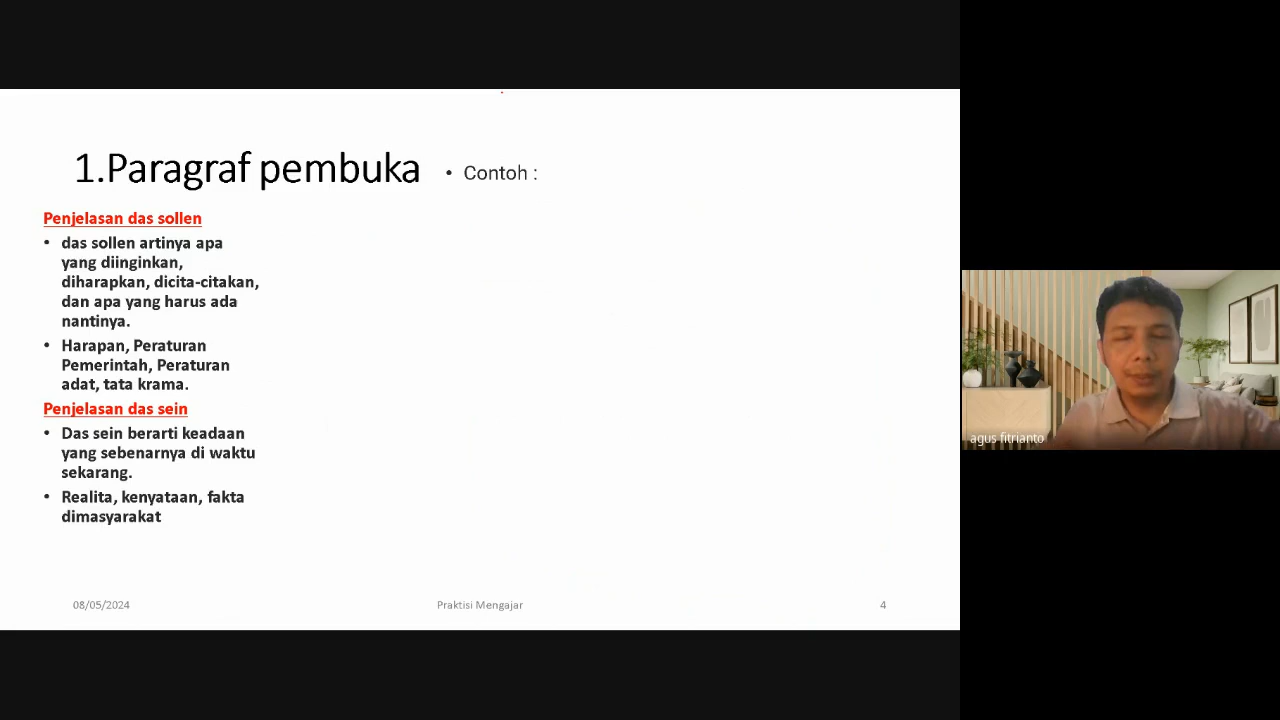 1.Paragraf pembuka
• Contoh :
Penjelasan das sollen
• das sollen artinya apa
yang diinginkan,
diharapkan, dicita-citakan,
dan apa yang harus ada
nantinya.
• Harapan, Peraturan
Pemerintah, Peraturan
adat, tata krama.
Penjelasan das sein
• Das sein berarti keadaan
yang sebenarnya di waktu
sekarang.
• Realita, kenyataan, fakta
dimasyarakat
08/05/2024
Praktisi Mengajar
4
agus fitrianto